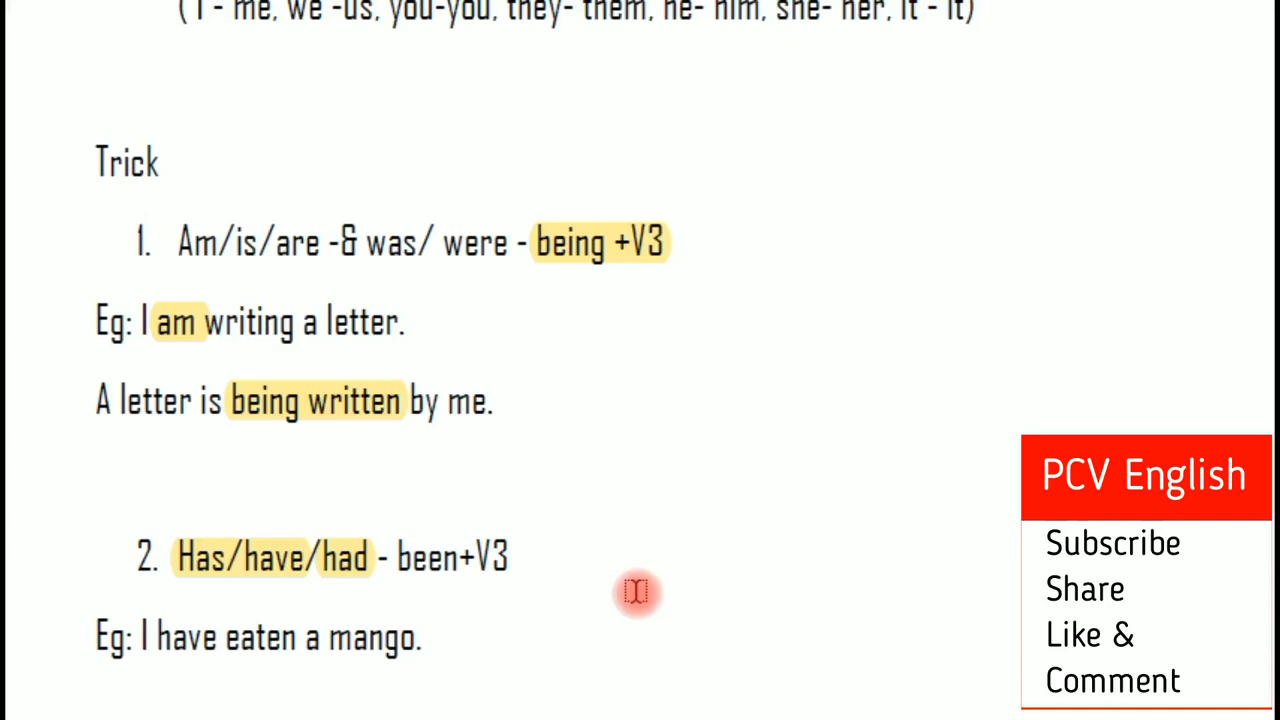 ( I - me, we -us, you-you, they- them, he- him, she- her, it - it)
Trick
1. Am/is/are -& was/ were - being +V3
Eg: I am writing a letter.
A letter is being written by me.
2. Has/have/had - been+V3
Eg: I have eaten a mango.
PCV English
Subscribe
Share
Like &
Comment